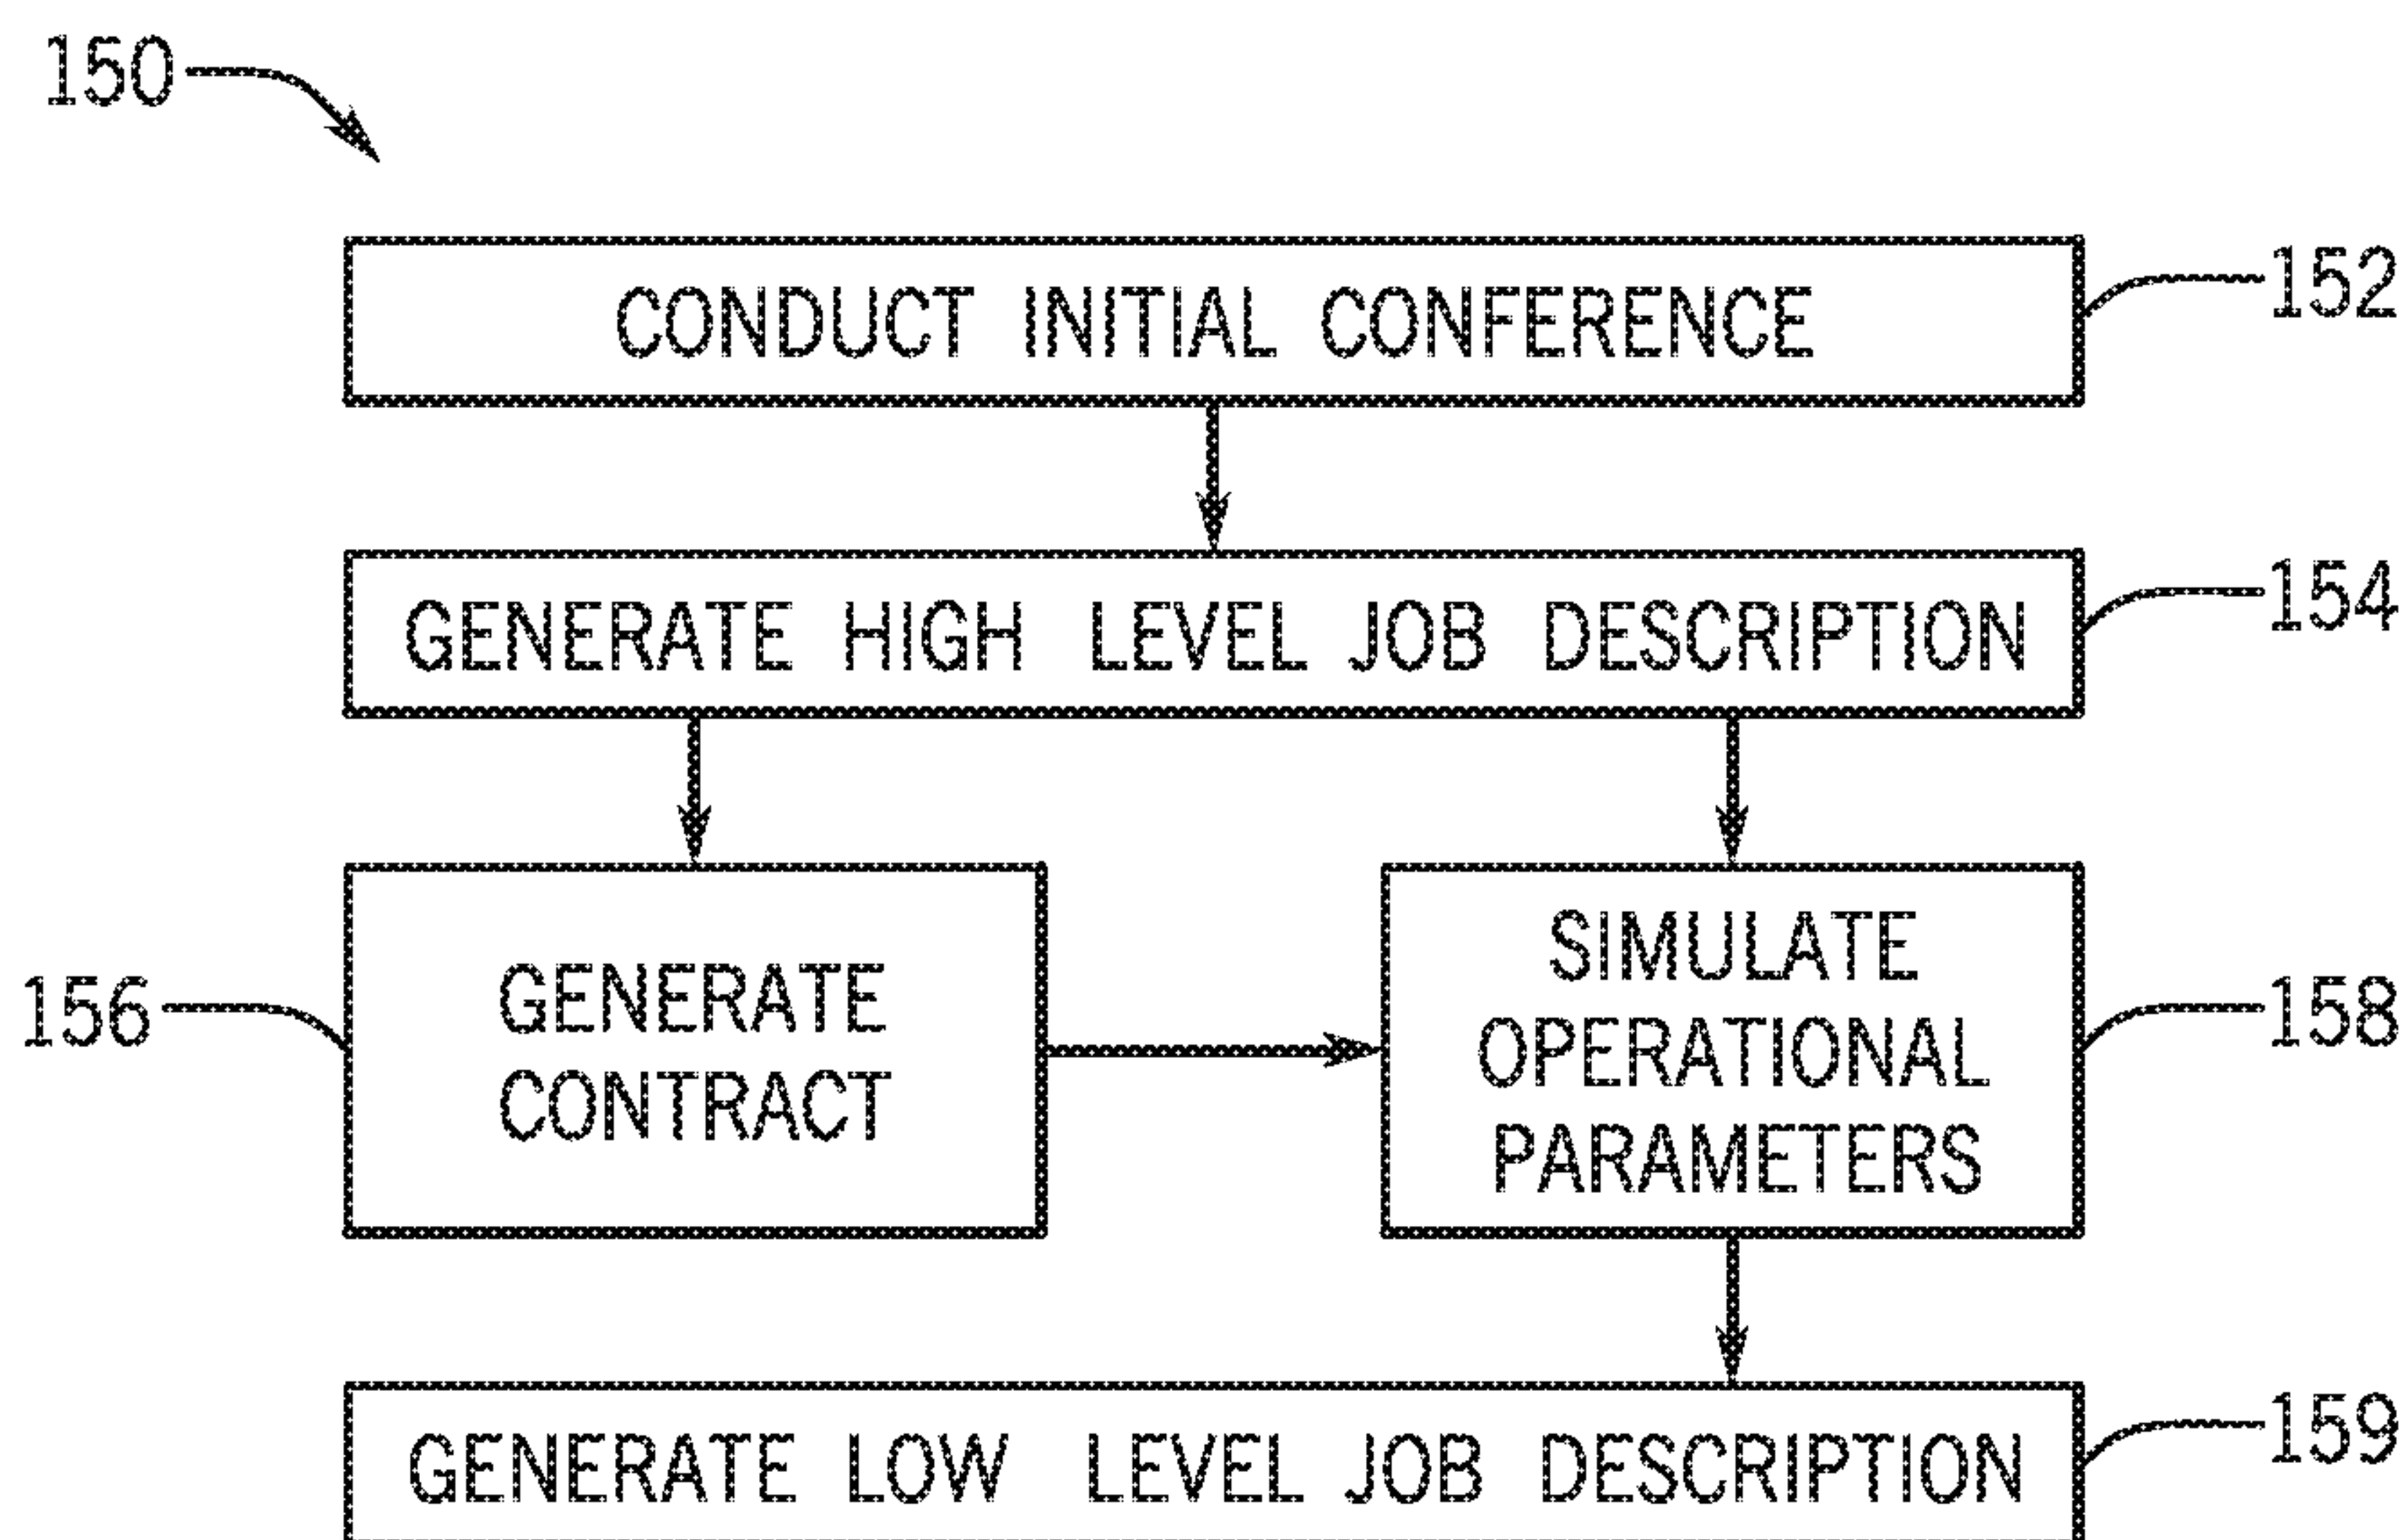 150
CONDUCT INITIAL CONFERENCE
152
GENERATE HIGH LEVEL JOB DESCRIPTION
154
156
GENERATE
CONTRACT
SIMULATE
OPERATIONAL
PARAMETERS
158
GENERATE LOW LEVEL JOB DESCRIPTION
159